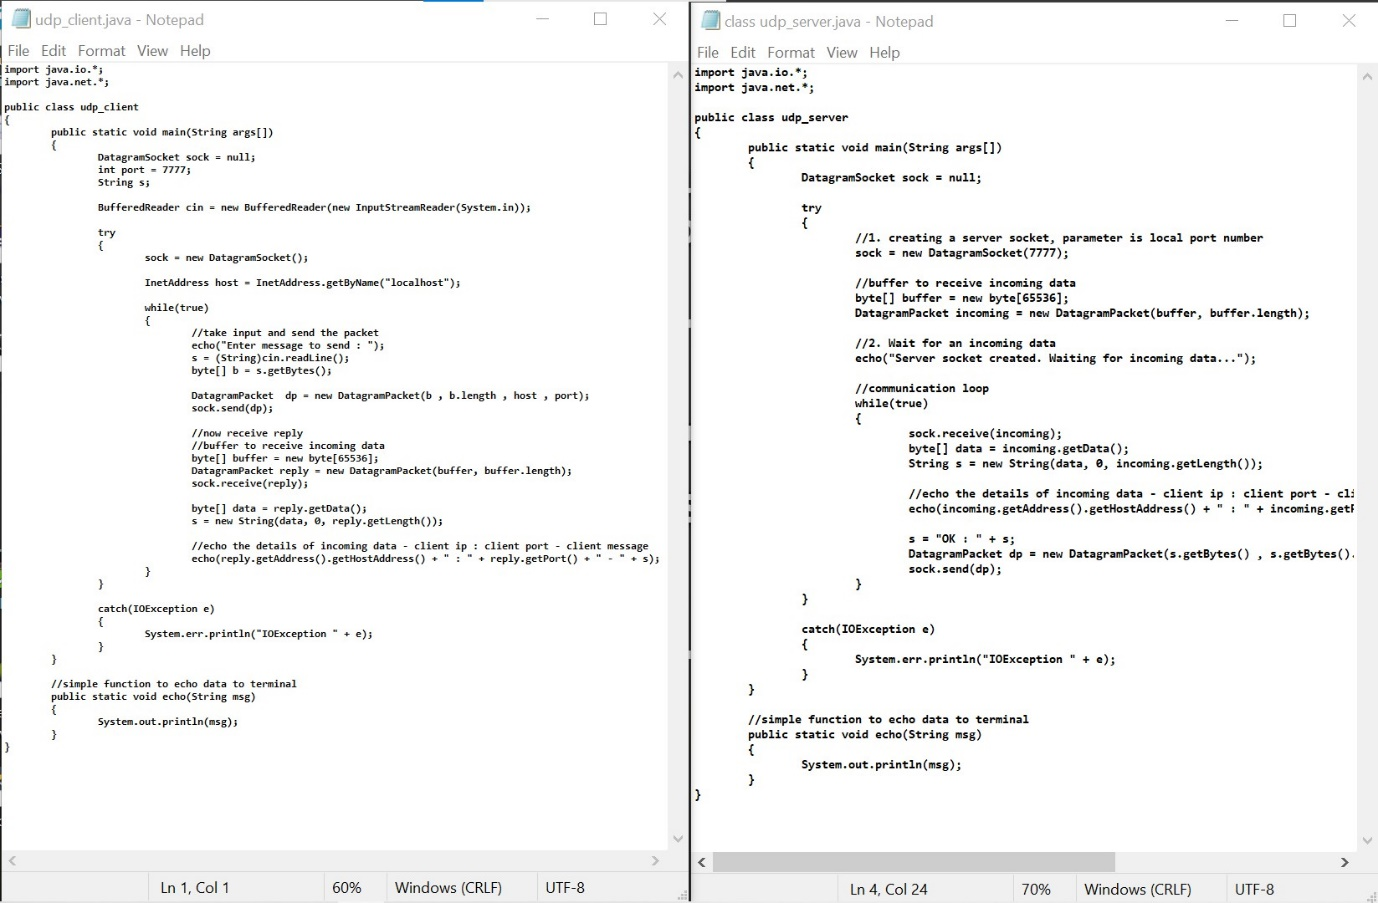 udp_client.java - Notepad
File Edit Format View Help
import java.io.*;
import java.net.*;
public class udp_client
{
public static void main(String args[])
{
DatagramSocket sock = null;
int port = 7777;
String s;
BufferedReader cin = new BufferedReader(new InputStreamReader(System.in));
try
{
sock = new DatagramSocket();
InetAddress host = InetAddress.getByName("localhost");
while(true)
{
//take input and send the packet
echo("Enter message to send : ");
s = (String)cin.readLine();
byte[] b = s.getBytes();
DatagramPacket  dp = new DatagramPacket(b , b.length , host , port);
sock.send(dp);
//now receive reply
//buffer to receive incoming data
byte[] buffer = new byte[65536];
DatagramPacket reply = new DatagramPacket(buffer, buffer.length);
sock.receive(reply);
byte[] data = reply.getData();
s = new String(data, 0, reply.getLength());
//echo the details of incoming data - client ip : client port - client message
echo(reply.getAddress().getHostAddress() + " : " + reply.getPort() + " - " + s);
}
}
catch(IOException e)
{
System.err.println("IOException " + e);
}
}
//simple function to echo data to terminal
public static void echo(String msg)
{
System.out.println(msg);
}
}
Ln 1, Col 1 60% Windows (CRLF) UTF-8
class udp_server.java - Notepad
File Edit Format View Help
import java.io.*;
import java.net.*;
public class udp_server
{
public static void main(String args[])
{
DatagramSocket sock = null;
try
{
//1. creating a server socket, parameter is local port number
sock = new DatagramSocket(7777);
//buffer to receive incoming data
byte[] buffer = new byte[65536];
DatagramPacket incoming = new DatagramPacket(buffer, buffer.length);
//2. Wait for an incoming data
echo("Server socket created. Waiting for incoming data...");
//communication loop
while(true)
{
sock.receive(incoming);
byte[] data = incoming.getData();
String s = new String(data, 0, incoming.getLength());
//echo the details of incoming data - client ip : client port - cli
echo(incoming.getAddress().getHostAddress() + " : " + incoming.get
s = "OK : " + s;
DatagramPacket dp = new DatagramPacket(s.getBytes() , s.getBytes().
sock.send(dp);
}
}
catch(IOException e)
{
System.err.println("IOException " + e);
}
}
//simple function to echo data to terminal
public static void echo(String msg)
{
System.out.println(msg);
}
}
Ln 4, Col 24 70% Windows (CRLF) UTF-8